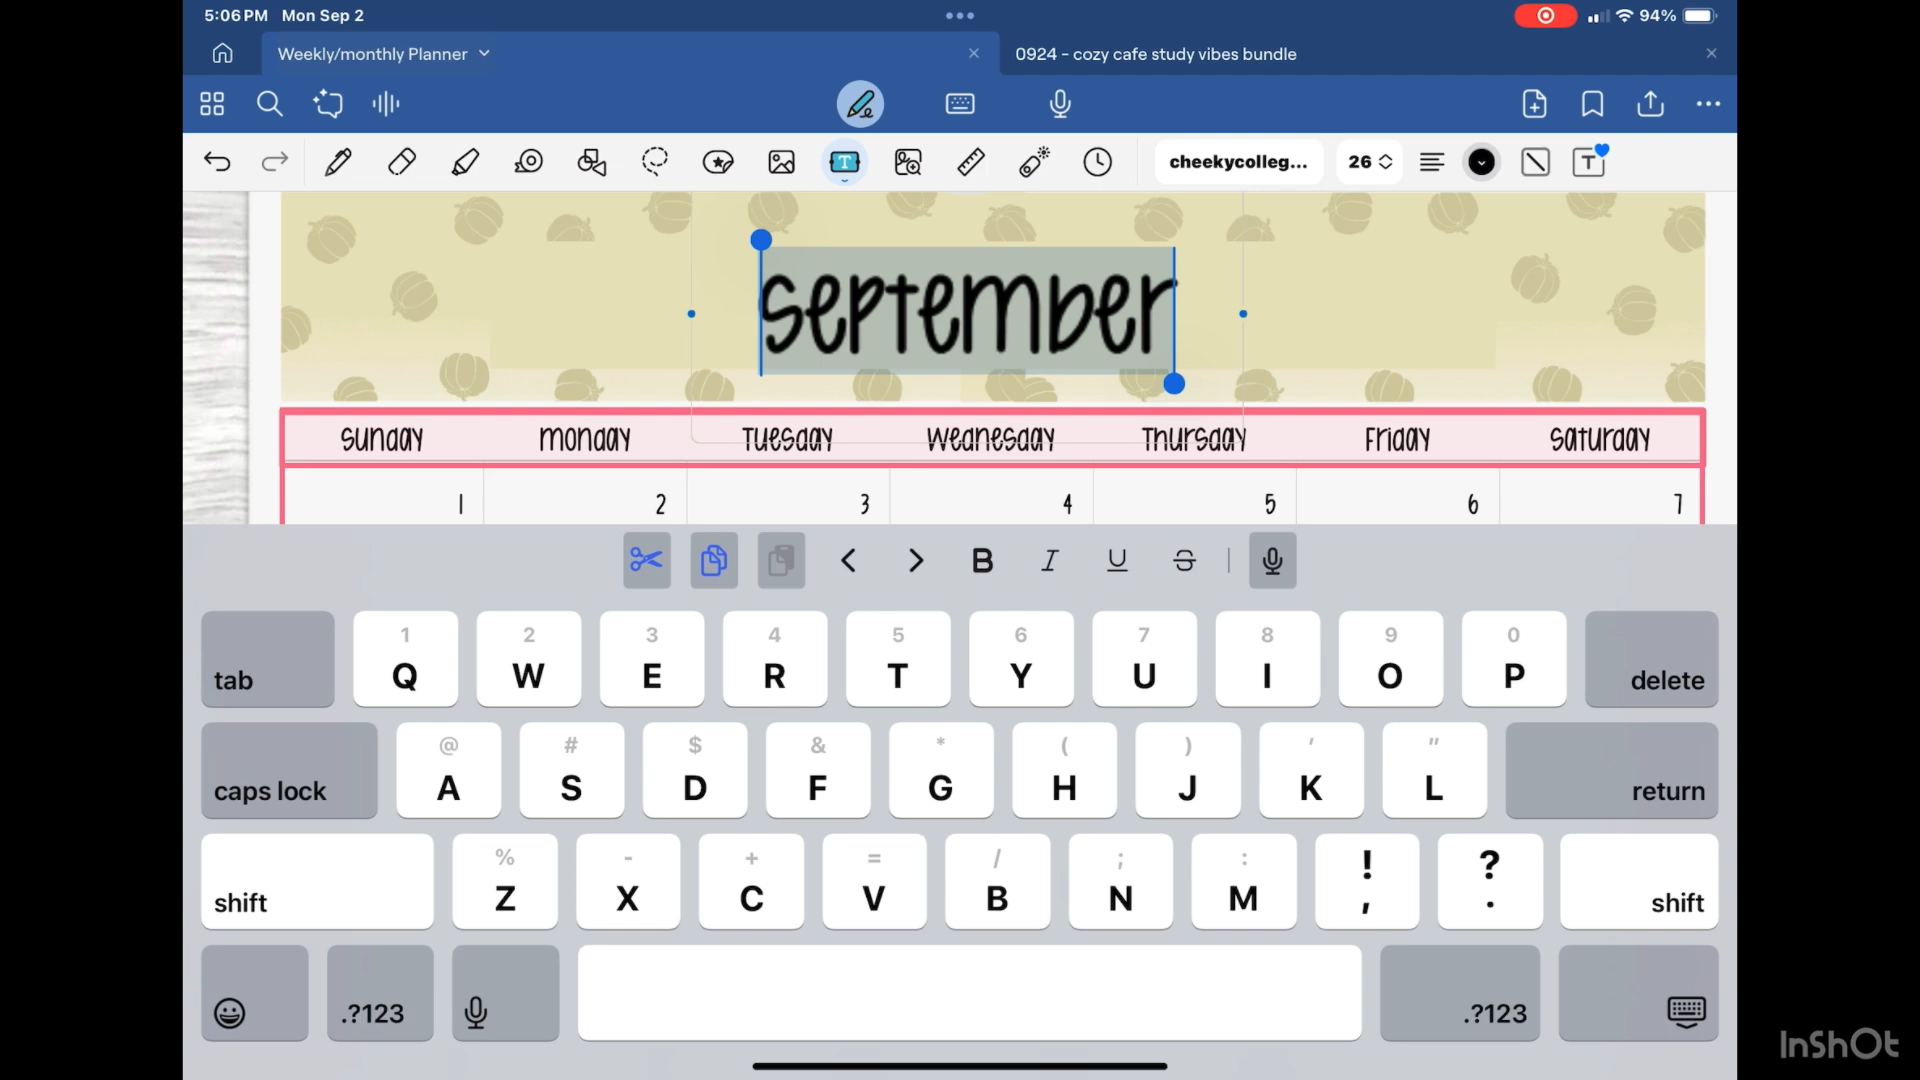 5:06 PM Mon Sep 2 94%
Weekly/monthly Planner 0924 - cozy cafe study vibes bundle
T cheekycolleg... 26 T
september
sunday monday Tuesday Wednesday Thursday Friday saturday
1 2 3 4 5 6 7
B I U S
1 2 3 4 5 6 7 8 9 0
tab Q W E R T Y U I O P delete
@ # $ & * ( ) ' "
caps lock A S D F G H J K L return
% - + = / ; : ! ?
shift Z X C V B N M , . shift
.?123 .?123
InShOt